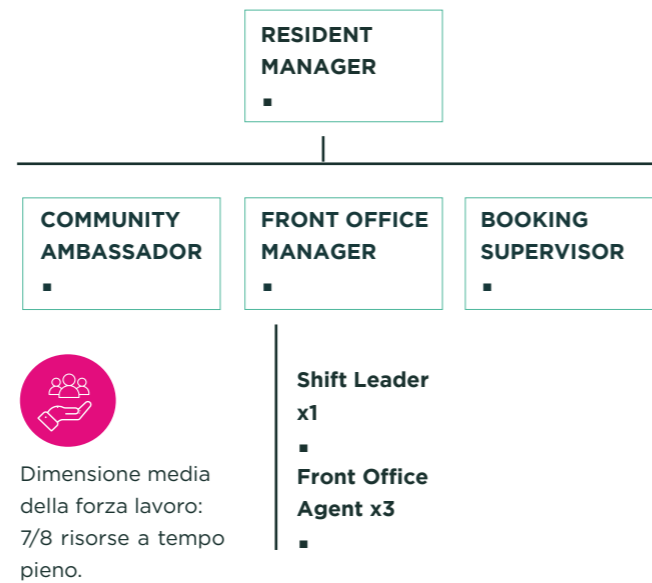 RESIDENT
MANAGER
▪
COMMUNITY
AMBASSADOR
▪
FRONT OFFICE
MANAGER
▪
BOOKING
SUPERVISOR
▪
Shift Leader
x1
▪
Front Office
Agent x3
▪
Dimensione media
della forza lavoro:
7/8 risorse a tempo
pieno.